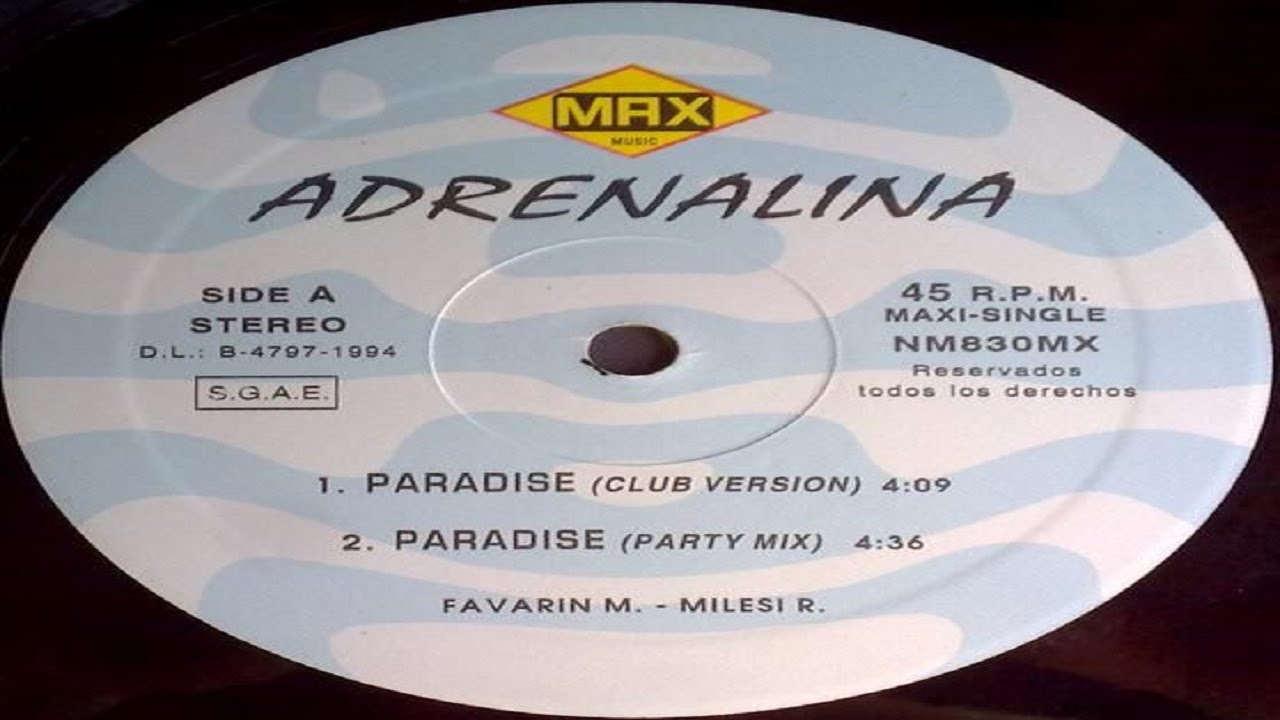 MAX
MUSIC
ADRENALINA
SIDE A
STEREO
D.L.: B-4797-1994
S.G.A.E.
45 R.P.M.
MAXI-SINGLE
NM830MX
Reservados
todos los derechos
1. PARADISE (CLUB VERSION) 4:09
2. PARADISE (PARTY MIX) 4:36
FAVARIN M. - MILESI R.